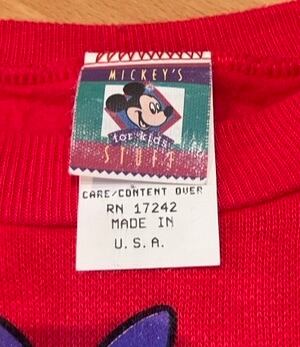 MICKEY'S
for kids
STUFF
CARE/CONTENT OVER
RN 17242
MADE IN
U.S.A.